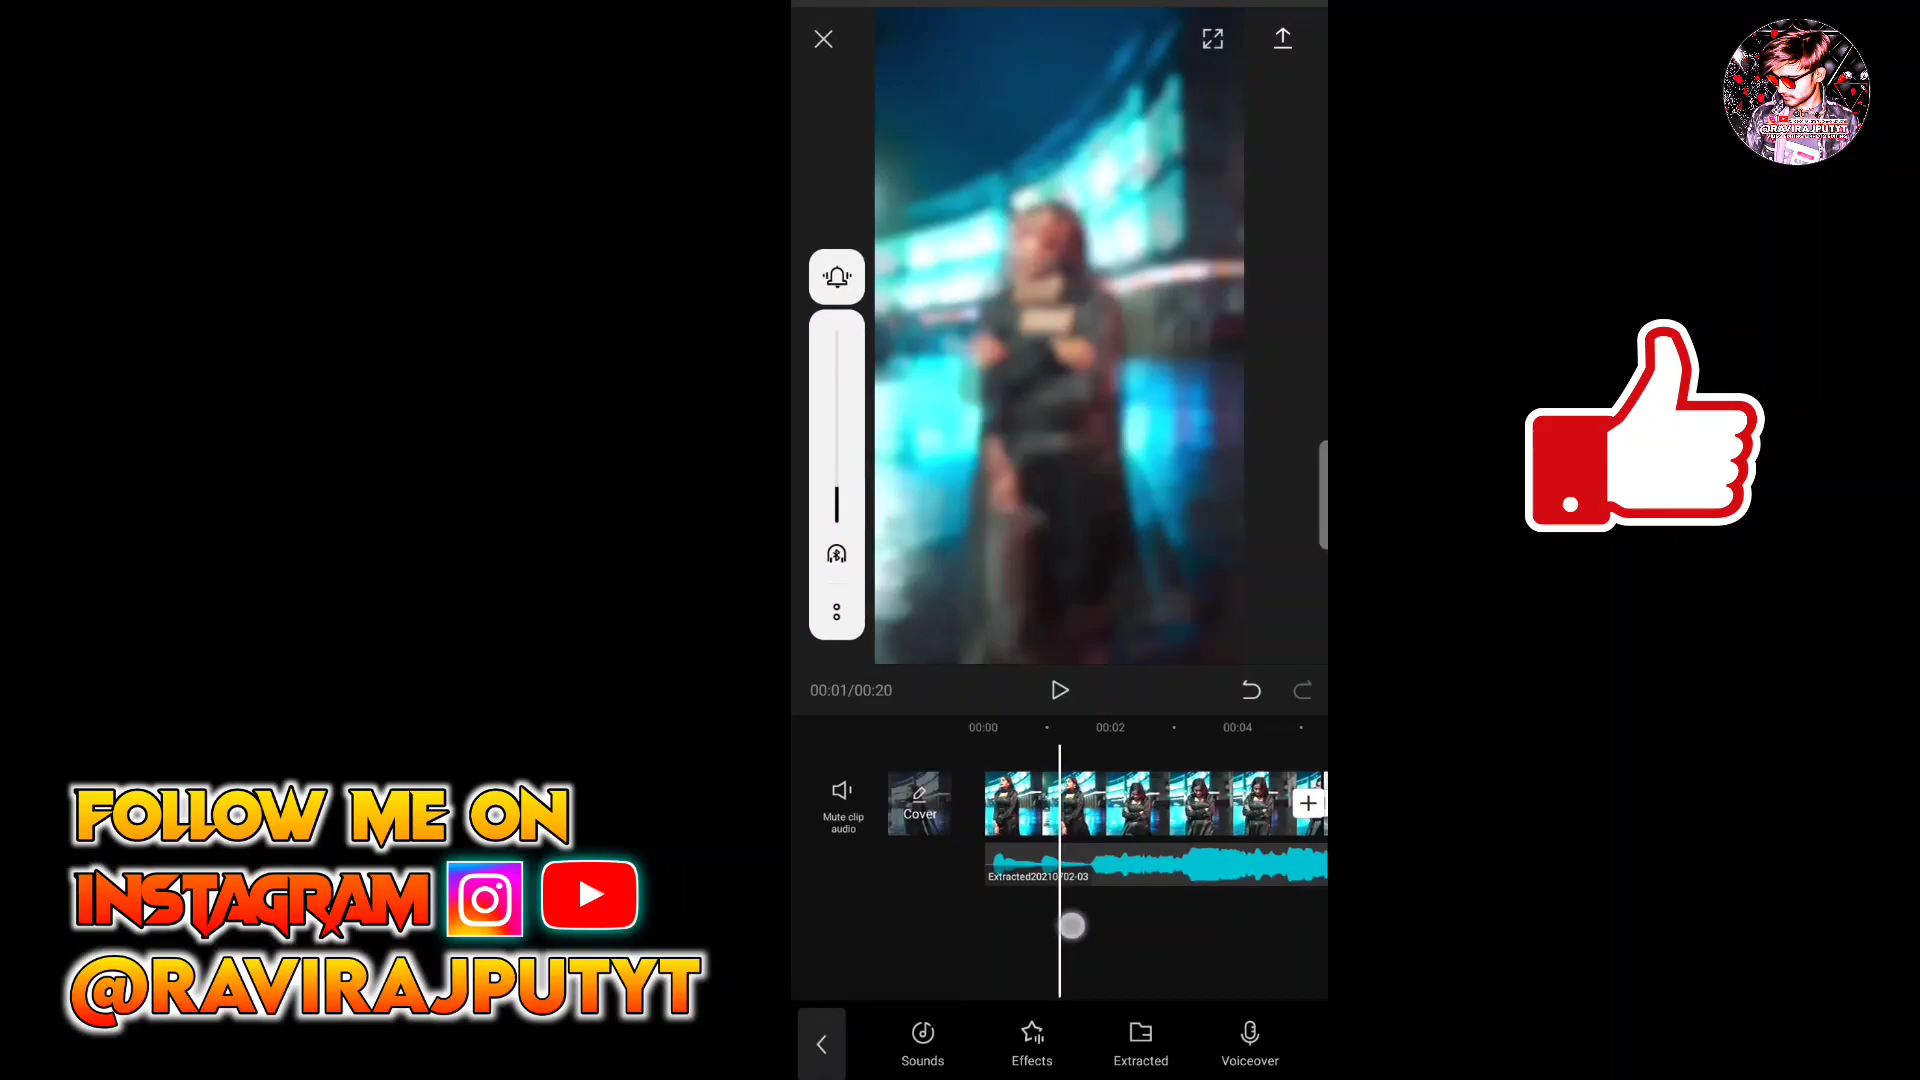 @RAVIRAJPUTYT
00:01/00:20
00:00
00:02
00:04
Mute clip
audio
Cover
Extracted20210702-03
FOLLOW ME ON
INSTAGRAM
@RAVIRAJPUTYT
Sounds
Effects
Extracted
Voiceover